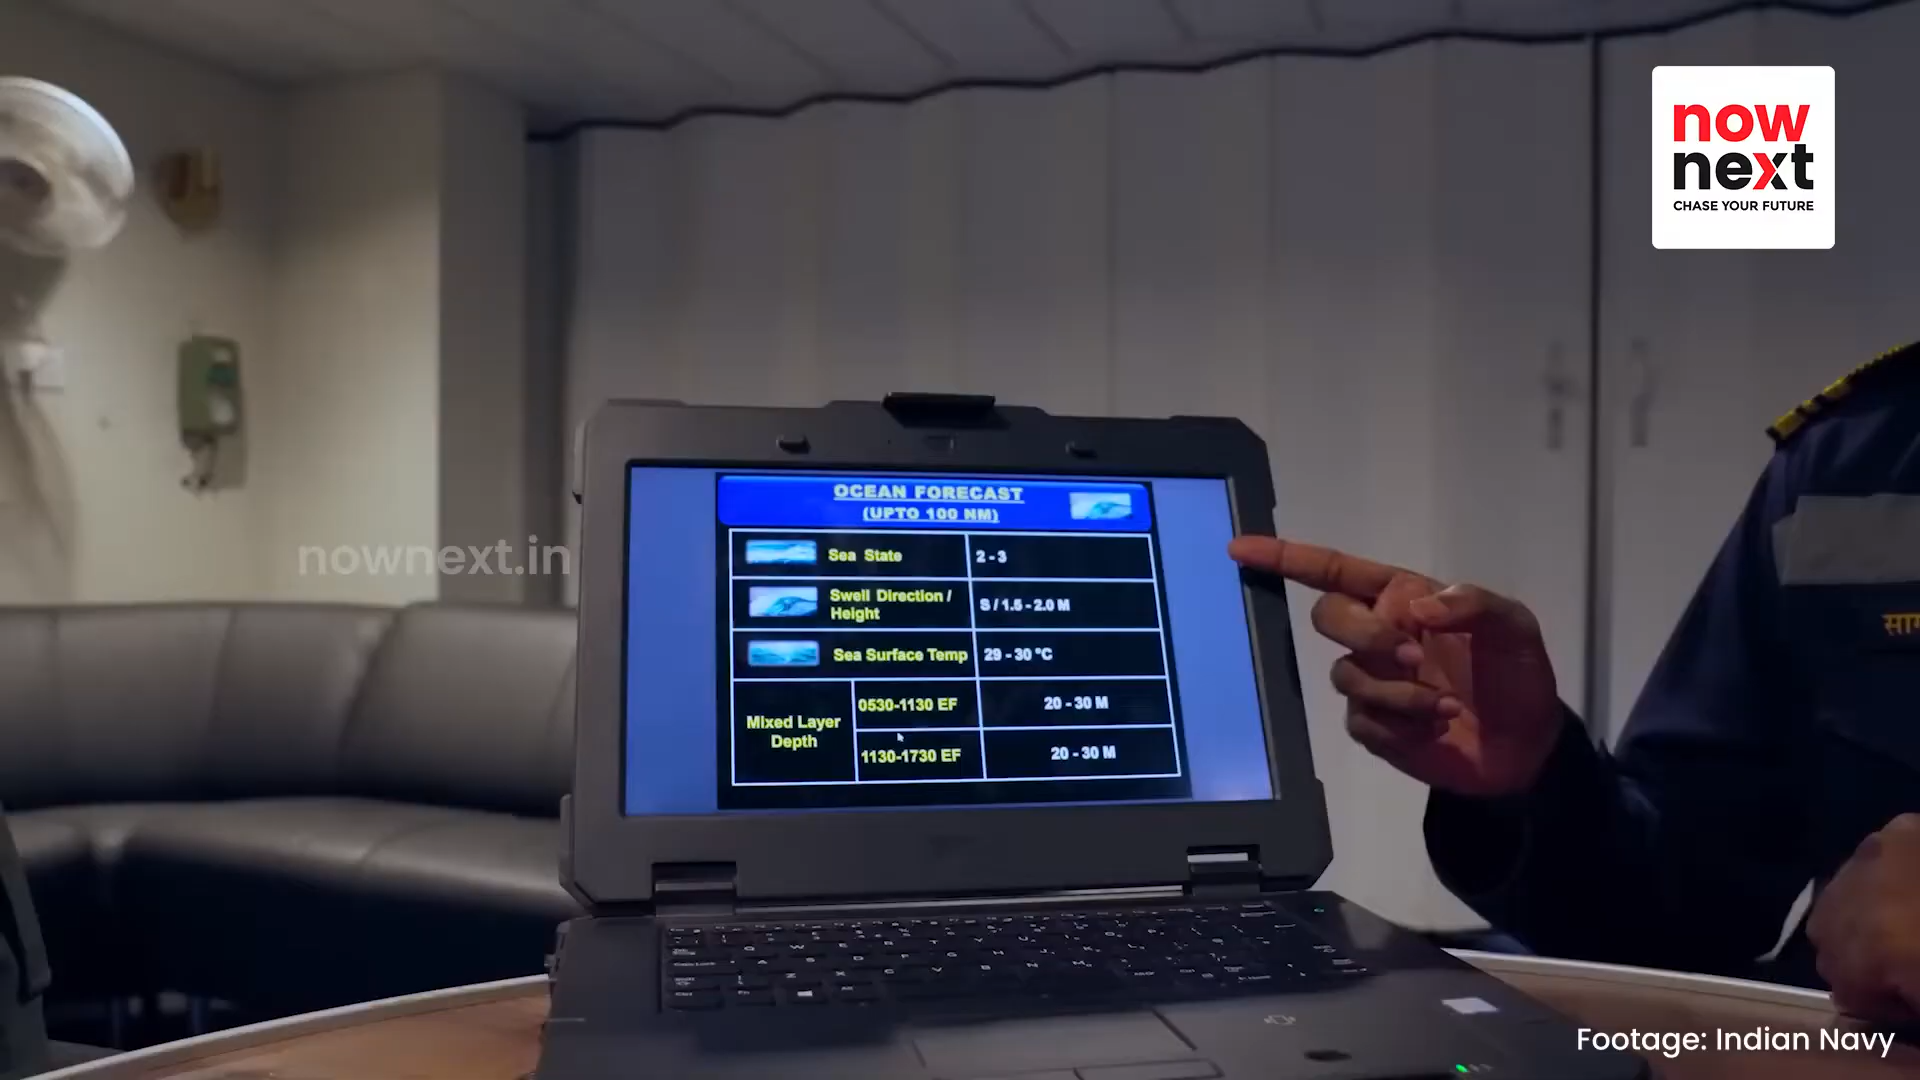 now
next
CHASE YOUR FUTURE
OCEAN FORECAST
(UPTO 100 NM)
Sea State
2 - 3
Swell Direction /
Height
S / 1.5 - 2.0 M
Sea Surface Temp
29 - 30 °C
Mixed Layer
Depth
0530-1130 EF
20 - 30 M
1130-1730 EF
20 - 30 M
nownext.in
Footage: Indian Navy